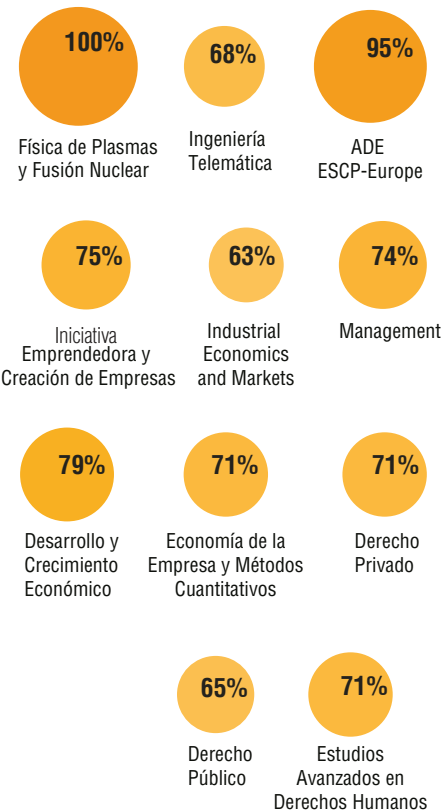 100%
Física de Plasmas
y Fusión Nuclear
68%
Ingeniería
Telemática
95%
ADE
ESCP-Europe
75%
Iniciativa
Emprendedora y
Creación de Empresas
63%
Industrial
Economics
and Markets
74%
Management
79%
Desarrollo y
Crecimiento
Económico
71%
Economía de la
Empresa y Métodos
Cuantitativos
71%
Derecho
Privado
65%
Derecho
Público
71%
Estudios
Avanzados en
Derechos Humanos